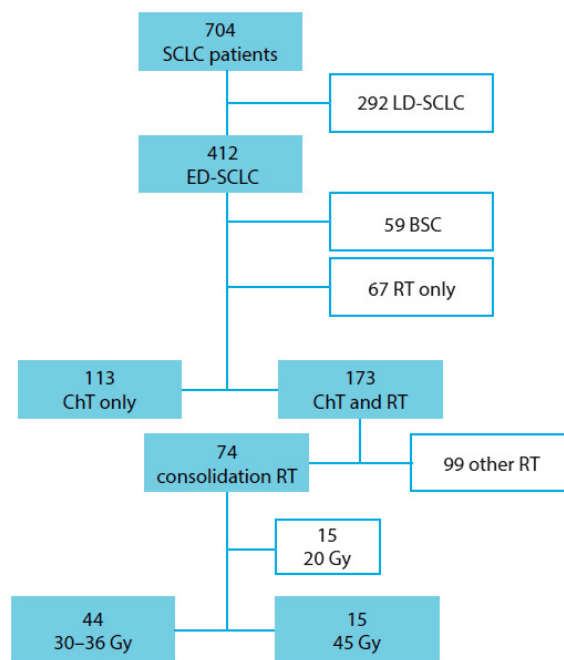 704
SCLC patients
292 LD-SCLC
412
ED-SCLC
59 BSC
67 RT only
113
ChT only
173
ChT and RT
74
consolidation RT
99 other RT
15
20 Gy
44
30–36 Gy
15
45 Gy